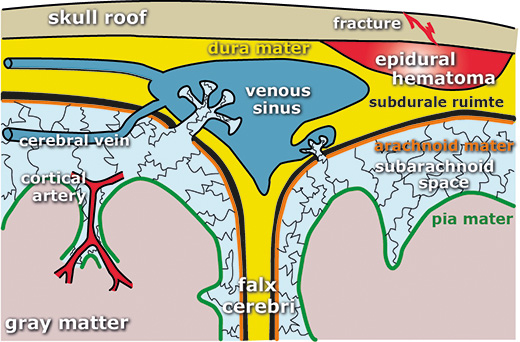 skull roof
fracture
dura mater
epidural
hematoma
venous
sinus
subdurale ruimte
cerebral vein
arachnoid mater
subarachnoid
space
cortical
artery
pia mater
falx
cerebri
gray matter